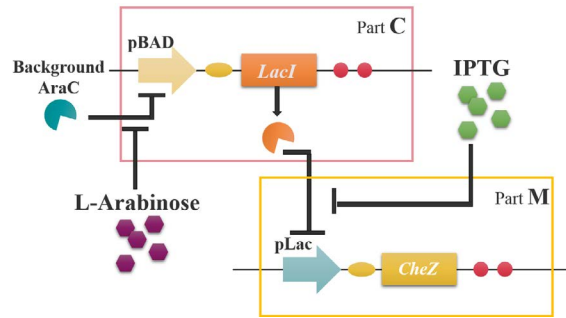 pBAD
Part C
Background
AraC
LacI
IPTG
L-Arabinose
Part M
pLac
CheZ